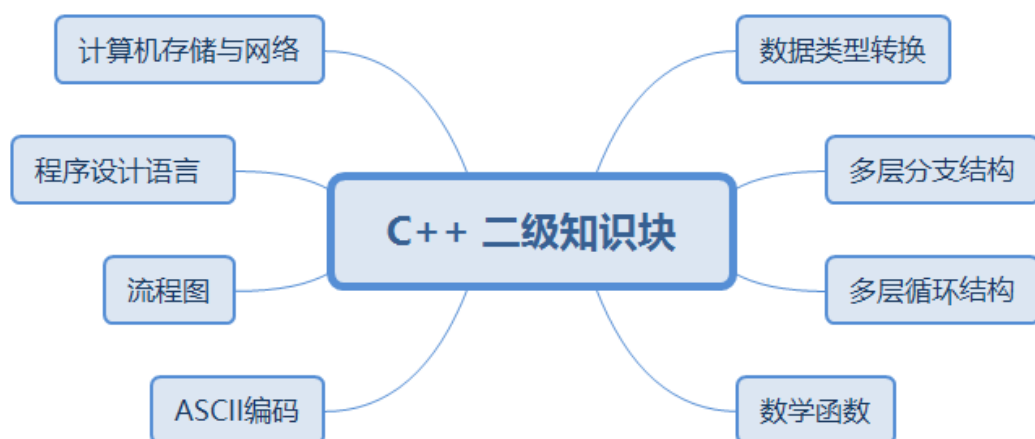 计算机存储与网络
数据类型转换
程序设计语言
多层分支结构
C++ 二级知识块
流程图
多层循环结构
ASCII编码
数学函数